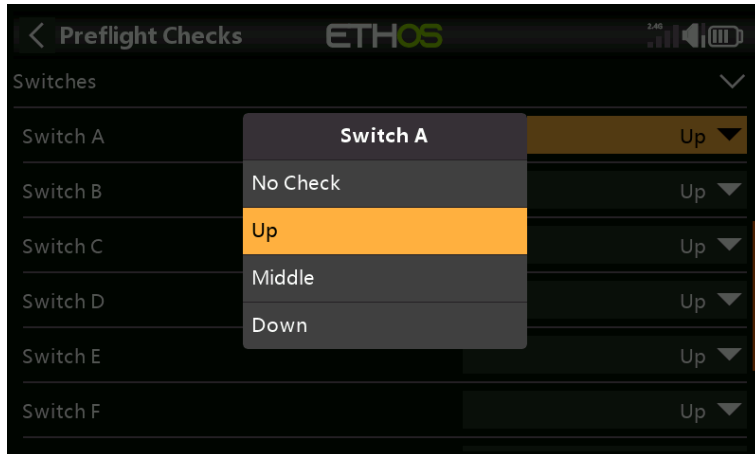 Preflight Checks
ETHOS
2.4G
Switches
Switch A
Up
Switch B
Up
Switch C
Up
Switch D
Up
Switch E
Up
Switch F
Up
Switch A
No Check
Up
Middle
Down